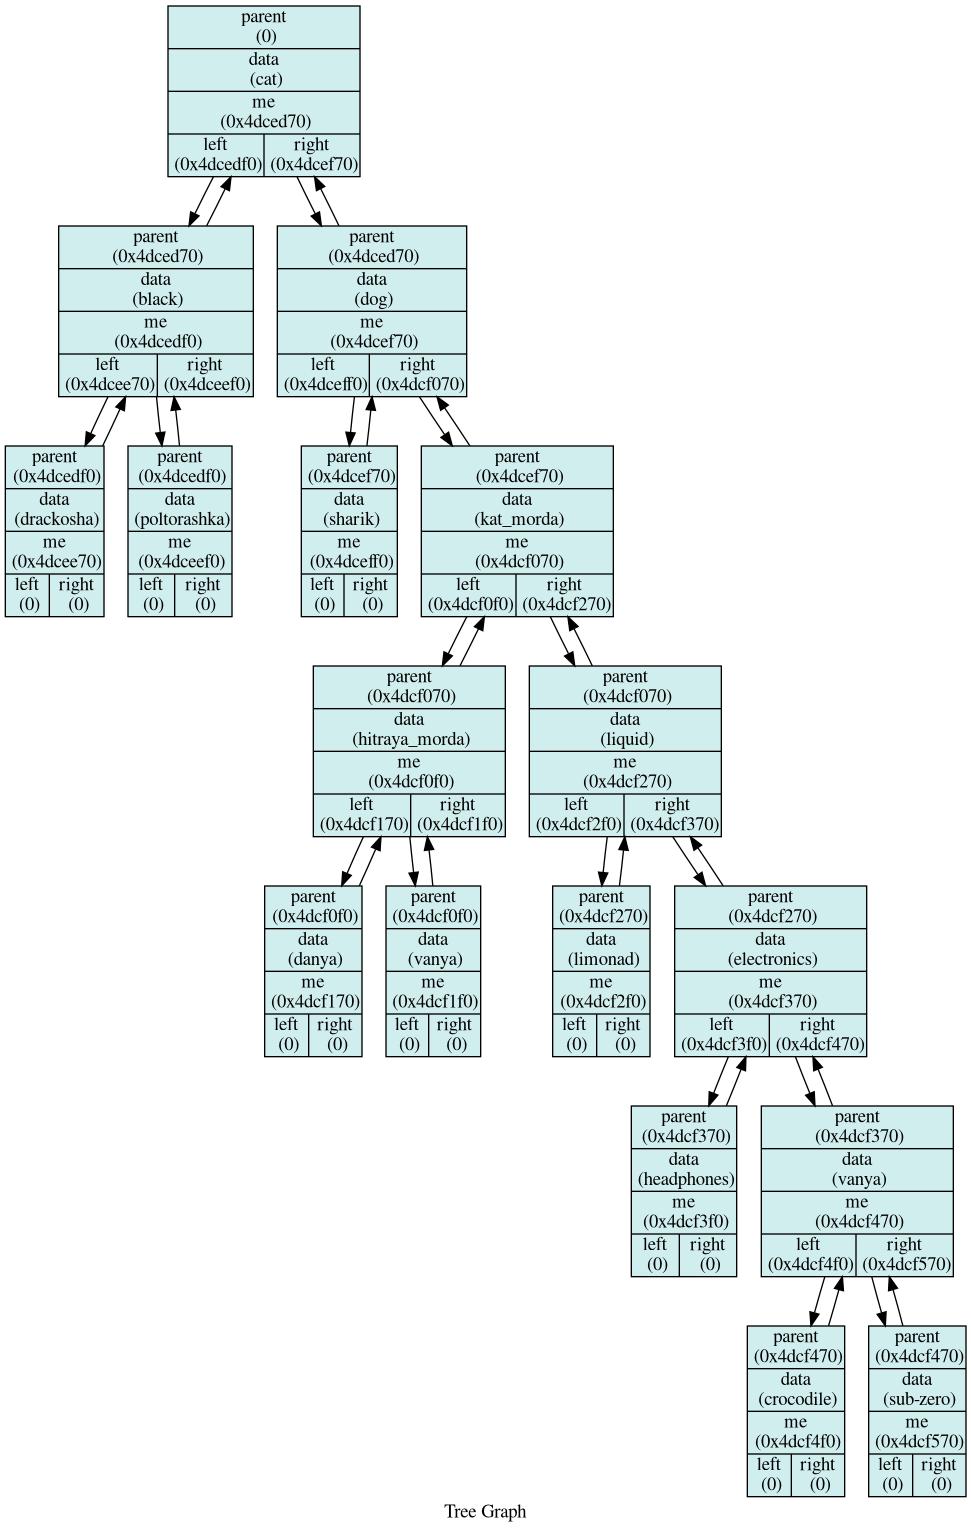 parent
(0)
data
(cat)
me
(0x4dced70)
left
(0x4dcedf0)
right
(0x4dcef70)
parent
(0x4dced70)
data
(black)
me
(0x4dcedf0)
left
(0x4dcee70)
right
(0x4dceef0)
parent
(0x4dced70)
data
(dog)
me
(0x4dcef70)
left
(0x4dceff0)
right
(0x4dcf070)
parent
(0x4dcedf0)
data
(drackosha)
me
(0x4dcee70)
left
(0)
right
(0)
parent
(0x4dcedf0)
data
(poltorashka)
me
(0x4dceef0)
left
(0)
right
(0)
parent
(0x4dcef70)
data
(sharik)
me
(0x4dceff0)
left
(0)
right
(0)
parent
(0x4dcef70)
data
(kat_morda)
me
(0x4dcf070)
left
(0x4dcf0f0)
right
(0x4dcf270)
parent
(0x4dcf070)
data
(hitraya_morda)
me
(0x4dcf0f0)
left
(0x4dcf170)
right
(0x4dcf1f0)
parent
(0x4dcf070)
data
(liquid)
me
(0x4dcf270)
left
(0x4dcf2f0)
right
(0x4dcf370)
parent
(0x4dcf0f0)
data
(danya)
me
(0x4dcf170)
left
(0)
right
(0)
parent
(0x4dcf0f0)
data
(vanya)
me
(0x4dcf1f0)
left
(0)
right
(0)
parent
(0x4dcf270)
data
(limonad)
me
(0x4dcf2f0)
left
(0)
right
(0)
parent
(0x4dcf270)
data
(electronics)
me
(0x4dcf370)
left
(0x4dcf3f0)
right
(0x4dcf470)
parent
(0x4dcf370)
data
(headphones)
me
(0x4dcf3f0)
left
(0)
right
(0)
parent
(0x4dcf370)
data
(vanya)
me
(0x4dcf470)
left
(0x4dcf4f0)
right
(0x4dcf570)
parent
(0x4dcf470)
data
(crocodile)
me
(0x4dcf4f0)
left
(0)
right
(0)
parent
(0x4dcf470)
data
(sub-zero)
me
(0x4dcf570)
left
(0)
right
(0)
Tree Graph